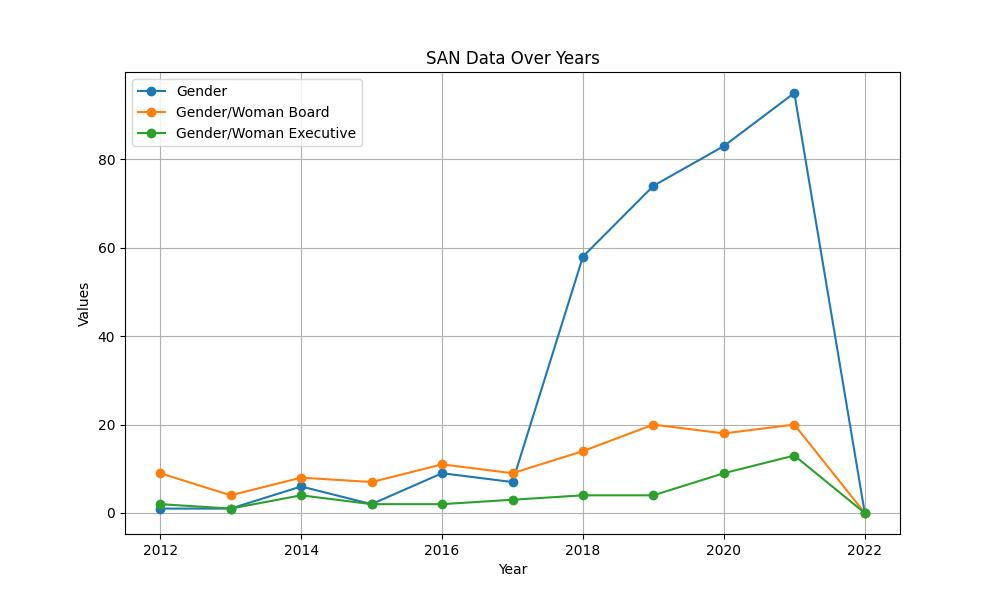 SAN Data Over Years
Gender
Gender/Woman Board
Gender/Woman Executive
80
60
40
20
0
Values
2012 2014 2016 2018 2020 2022
Year